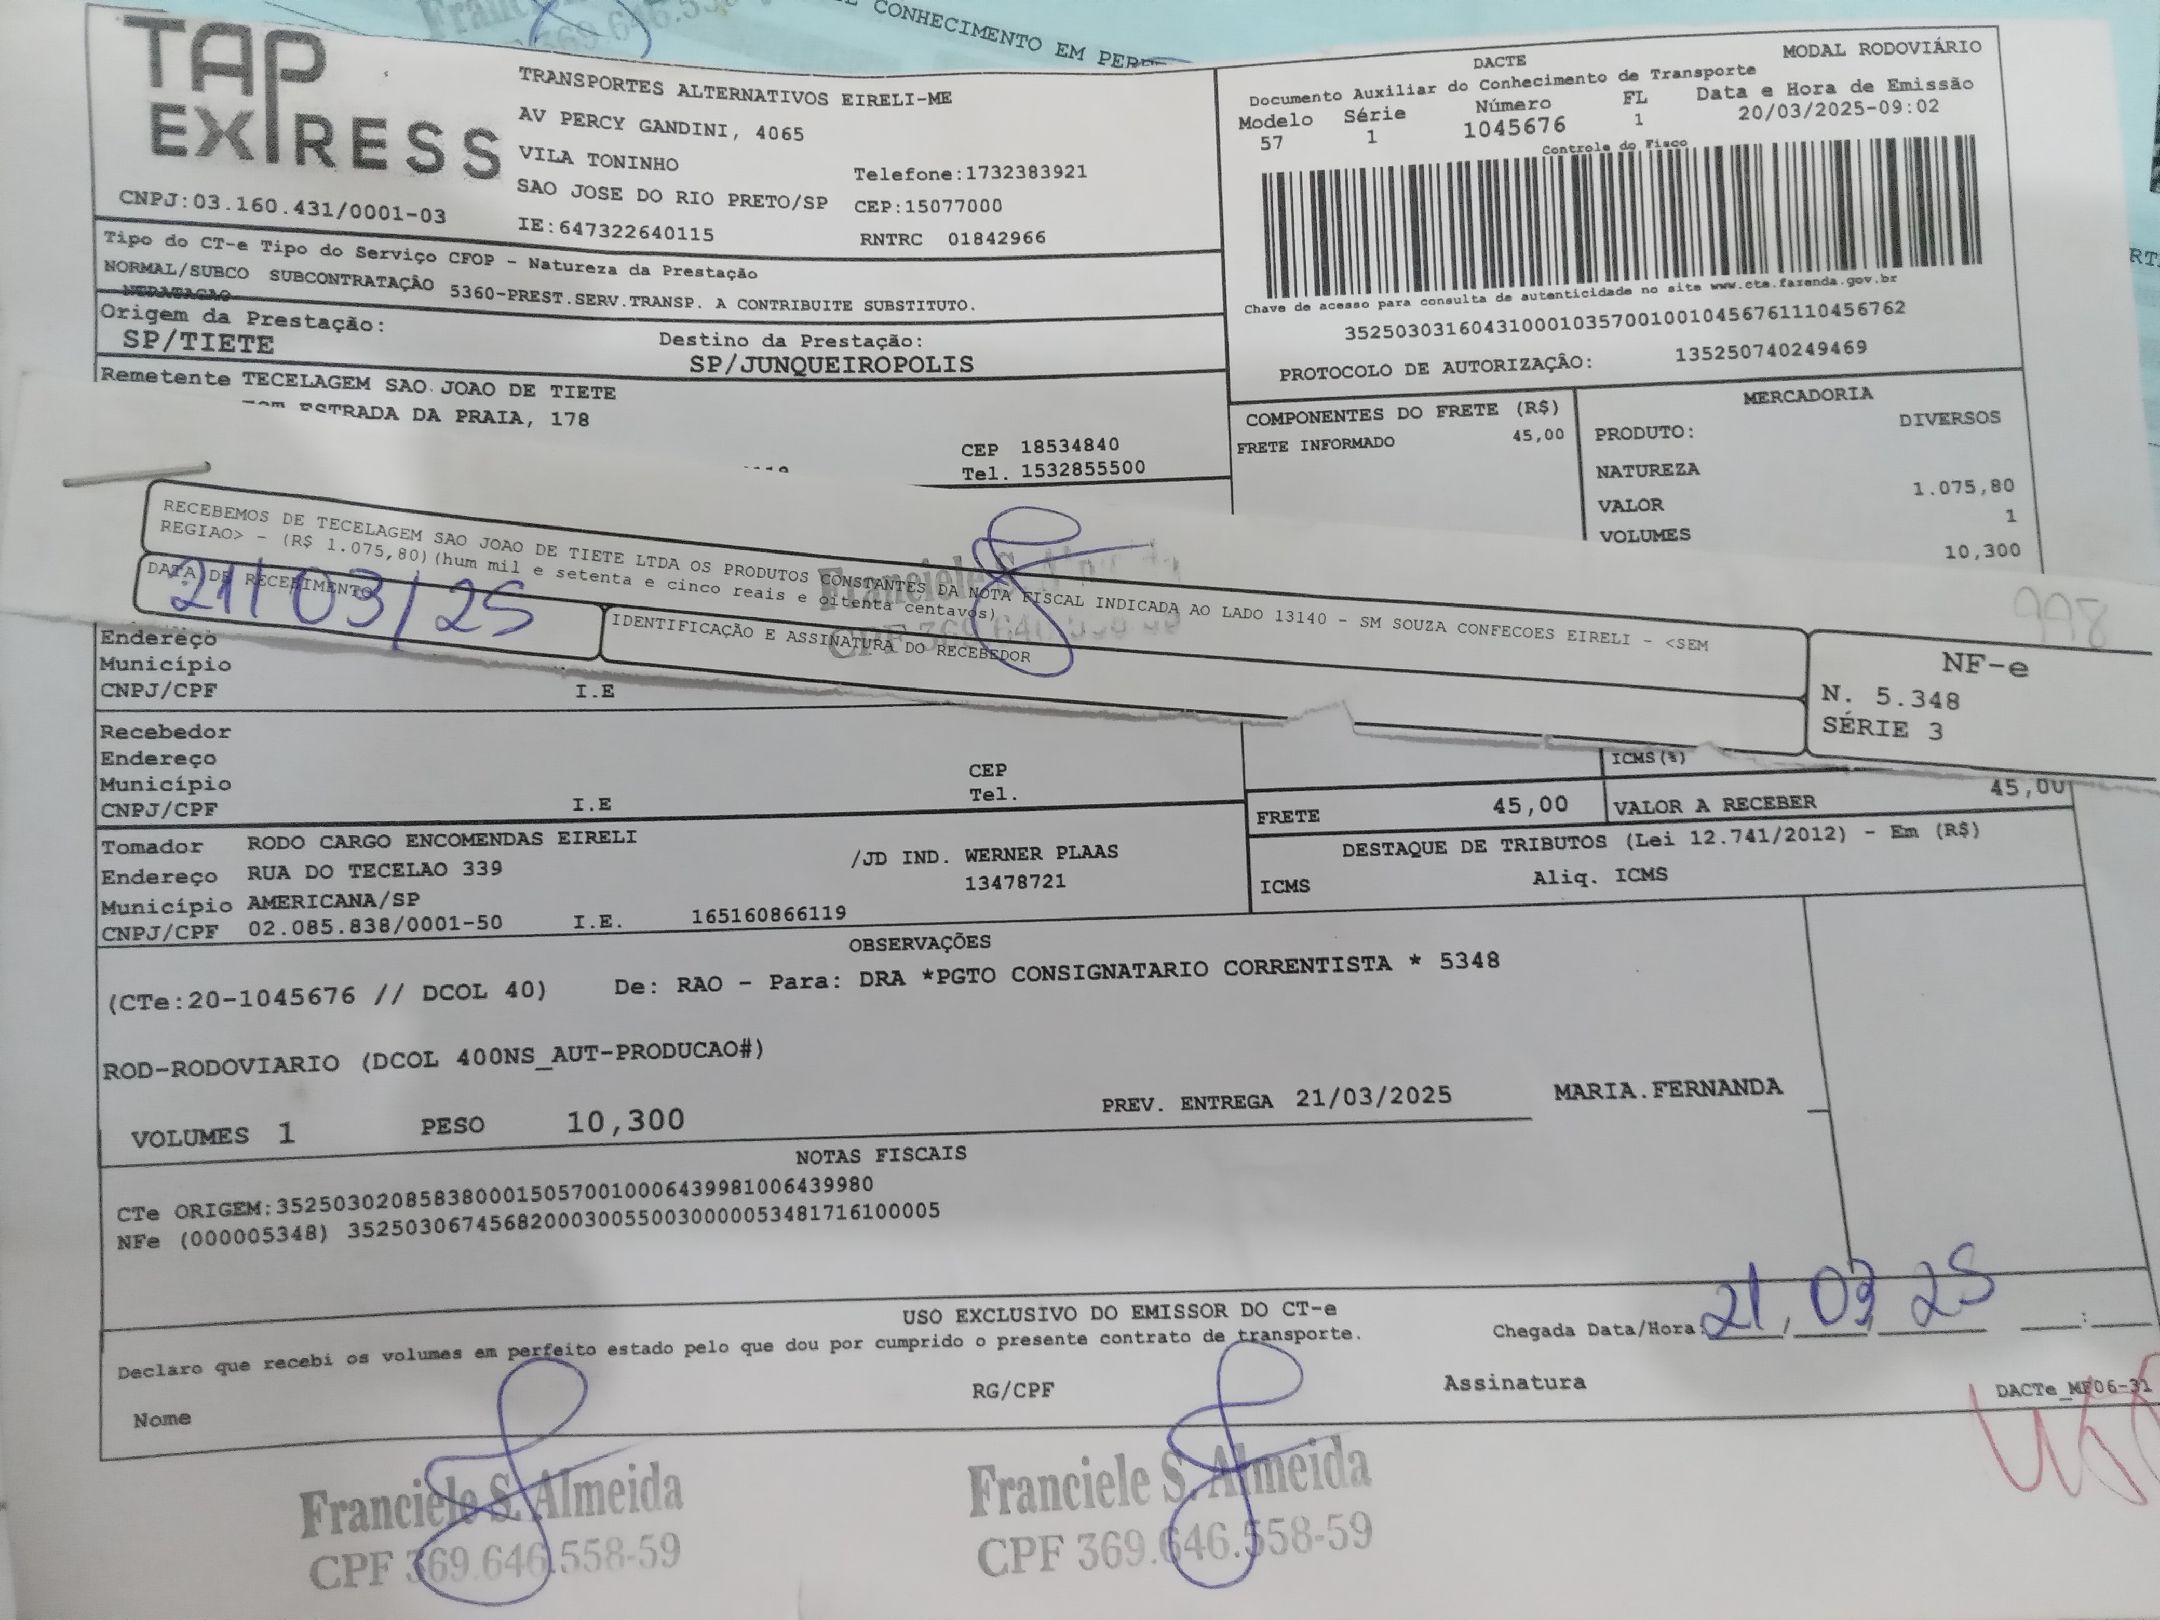 CONHECIMENTO EM
TAP
EXPRESS
CNPJ:03.160.431/0001-03
TRANSPORTES ALTERNATIVOS EIRELI-ME
AV PERCY GANDINI, 4065
VILA TONINHO
Telefone:1732383921
SAO JOSE DO RIO PRETO/SP CEP:15077000
IE:647322640115 RNTRC 01842966
DACTE MODAL RODOVIÁRIO
Documento Auxiliar do Conhecimento de Transporte
Modelo Série Número FL Data e Hora de Emissão
57 1 1045676 1 20/03/2025-09:02
Controle do Fisco
Chave de acesso para consulta de autenticidade no site www.cte.fazenda.gov.br
35250303160431000103570010010456761110456762
PROTOCOLO DE AUTORIZAÇÃO: 135250740249469
Tipo do CT-e Tipo do Serviço CFOP - Natureza da Prestação
NORMAL/SUBCO SUBCONTRATAÇÃO 5360-PREST.SERV.TRANSP. A CONTRIBUITE SUBSTITUTO.
NTRATACAO
Origem da Prestação: Destino da Prestação:
SP/TIETE SP/JUNQUEIROPOLIS
Remetente TECELAGEM SAO JOAO DE TIETE
ESTRADA DA PRAIA, 178
CEP 18534840
Tel. 1532855500
COMPONENTES DO FRETE (R$)
FRETE INFORMADO 45,00
MERCADORIA
PRODUTO: DIVERSOS
NATUREZA
VALOR 1.075,80
VOLUMES 1
10,300
RECEBEMOS DE TECELAGEM SAO JOAO DE TIETE LTDA OS PRODUTOS CONSTANTES DA NOTA FISCAL INDICADA AO LADO 13140 - SM SOUZA CONFECOES EIRELI - <SEM
REGIAO> - (R$ 1.075,80)(hum mil e setenta e cinco reais e oitenta centavos)
DATA DE RECEBIMENTO
21/03/25
IDENTIFICAÇÃO E ASSINATURA DO RECEBEDOR
Franciele S. Almeida
CPF 369.646.558-59
998
NF-e
N. 5.348
SÉRIE 3
Endereço
Município
CNPJ/CPF I.E
Recebedor
Endereço
Município CEP
CNPJ/CPF I.E Tel.
ICMS(%)
FRETE 45,00 VALOR A RECEBER 45,00
Tomador RODO CARGO ENCOMENDAS EIRELI
Endereço RUA DO TECELAO 339 /JD IND. WERNER PLAAS
Município AMERICANA/SP 13478721
CNPJ/CPF 02.085.838/0001-50 I.E. 165160866119
DESTAQUE DE TRIBUTOS (Lei 12.741/2012) - Em (R$)
ICMS Aliq. ICMS
OBSERVAÇÕES
(CTe:20-1045676 // DCOL 40) De: RAO - Para: DRA *PGTO CONSIGNATARIO CORRENTISTA * 5348
ROD-RODOVIARIO (DCOL 400NS_AUT-PRODUCAO#)
VOLUMES 1 PESO 10,300 PREV. ENTREGA 21/03/2025 MARIA.FERNANDA
NOTAS FISCAIS
CTe ORIGEM:35250302085838000150570010006439981006439980
NFe (000005348) 35250306745682000300550030000053481716100005
USO EXCLUSIVO DO EMISSOR DO CT-e
Declaro que recebi os volumes em perfeito estado pelo que dou por cumprido o presente contrato de transporte.
Chegada Data/Hora: 21/03/25 :
Nome RG/CPF Assinatura DACTe_MF06-31
Franciele S. Almeida Franciele S. Almeida
CPF 369.646.558-59 CPF 369.646.558-59